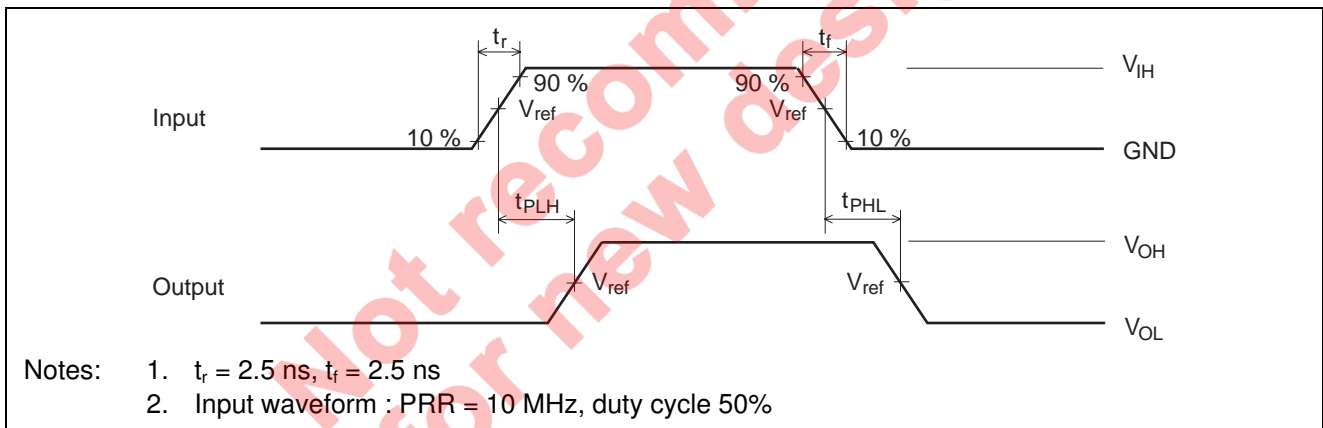 tr tf
90 % 90 % VIH
Input Vref Vref
10 % 10 % GND
tPLH tPHL
VOH
Output Vref Vref
VOL
Notes: 1. tr = 2.5 ns, tf = 2.5 ns
2. Input waveform : PRR = 10 MHz, duty cycle 50%
Not recom
for new desi